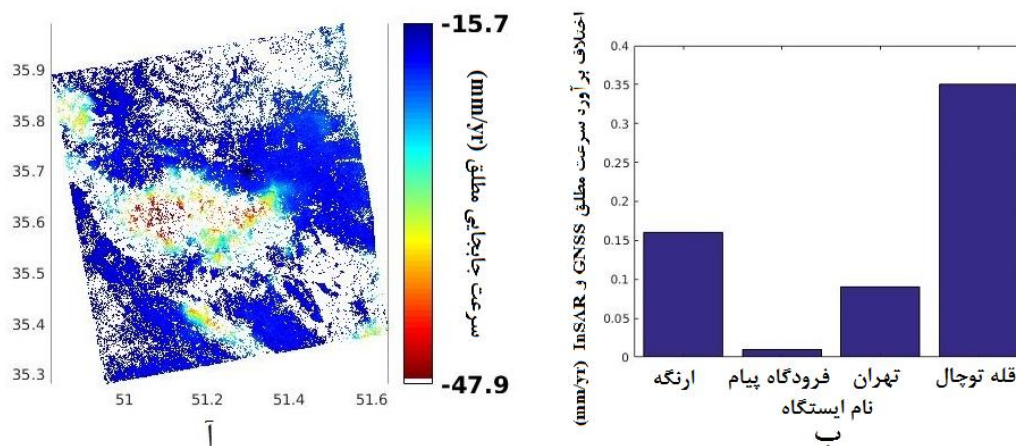 -15.7
35.9
35.8
35.7
35.6
35.5
35.4
35.3
51
51.2
51.4
51.6
سرعت جابجایی مطلق (mm/yr)
-47.9
آ
اختلاف برآورد سرعت مطلق GNSS و InSAR (mm/yr)
0.4
0.35
0.3
0.25
0.2
0.15
0.1
0.05
0
ارنگه
فرودگاه پیام
تهران
قله توچال
نام ایستگاه
ب